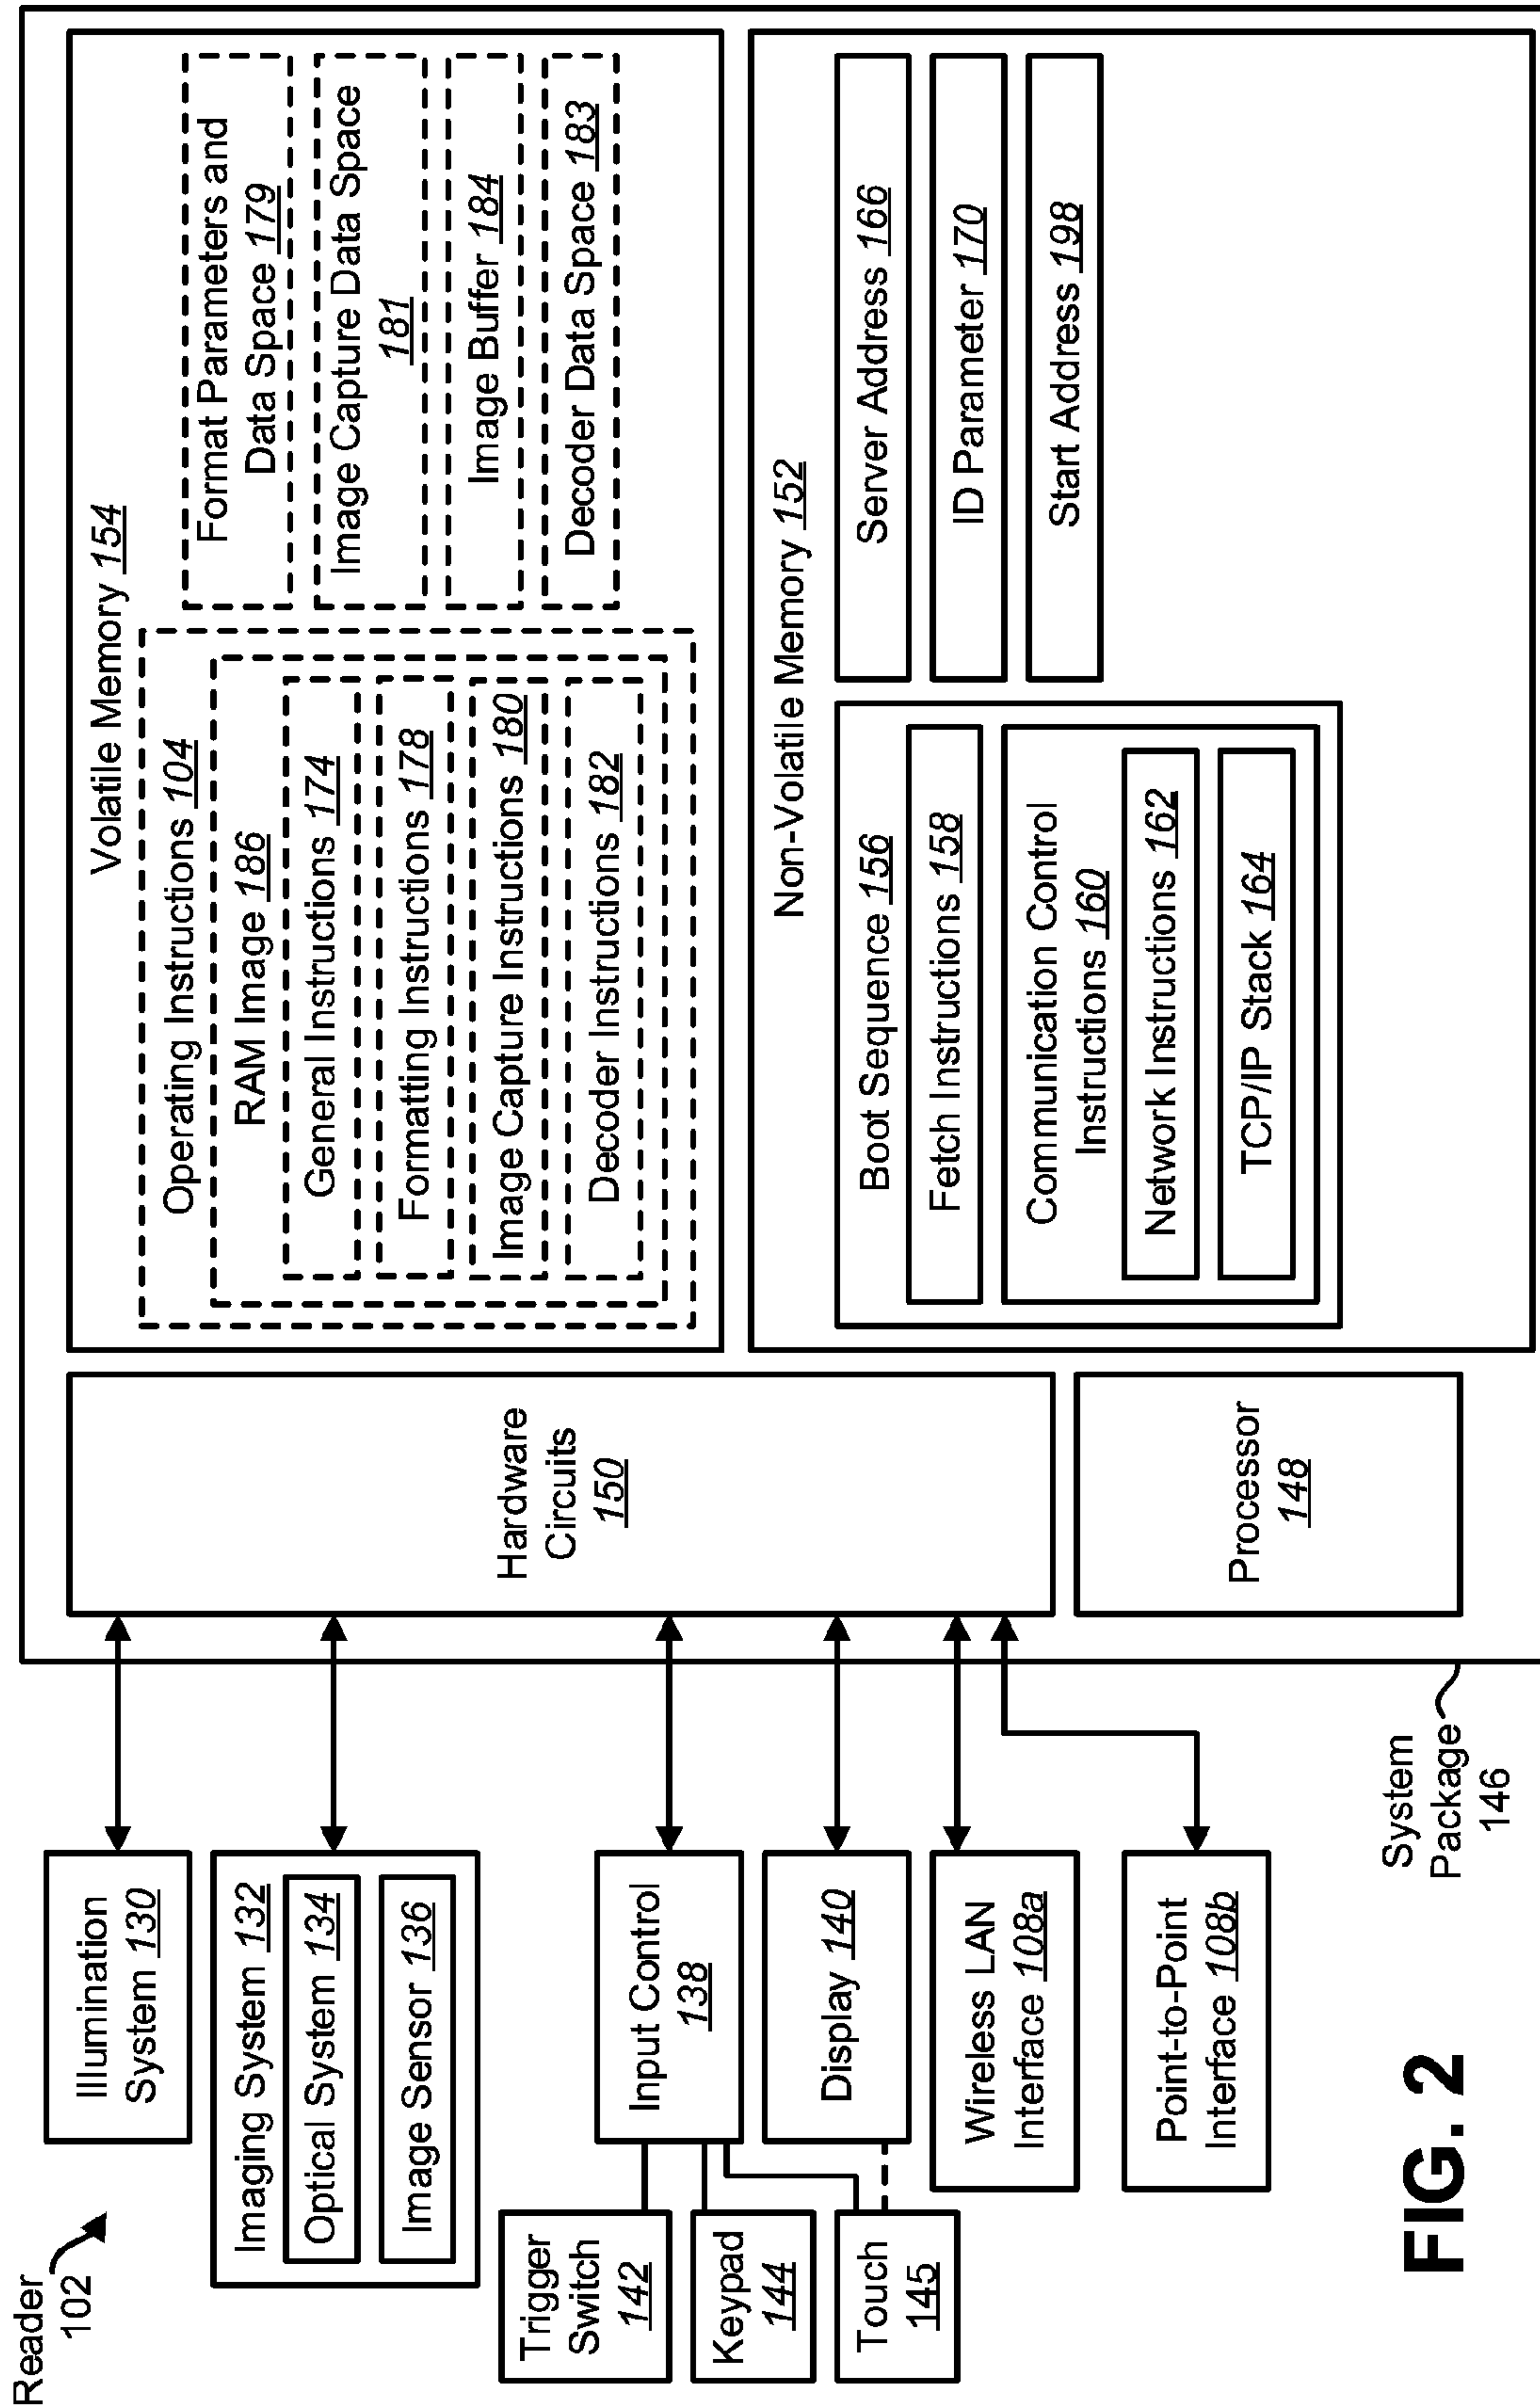 Reader
102
Illumination
System 130
Imaging System 132
Optical System 134
Image Sensor 136
Trigger
Switch
142
Keypad
144
Touch
145
Input Control
138
Display 140
Wireless LAN
Interface 108a
Point-to-Point
Interface 108b
System
Package
146
Hardware
Circuits
150
Processor
148
Volatile Memory 154
Operating Instructions 104
RAM Image 186
General Instructions 174
Formatting Instructions 178
Image Capture Instructions 180
Decoder Instructions 182
Format Parameters and
Data Space 179
Image Capture Data Space
181
Image Buffer 184
Decoder Data Space 183
Non-Volatile Memory 152
Boot Sequence 156
Fetch Instructions 158
Communication Control
Instructions 160
Network Instructions 162
TCP/IP Stack 164
Server Address 166
ID Parameter 170
Start Address 198
FIG. 2